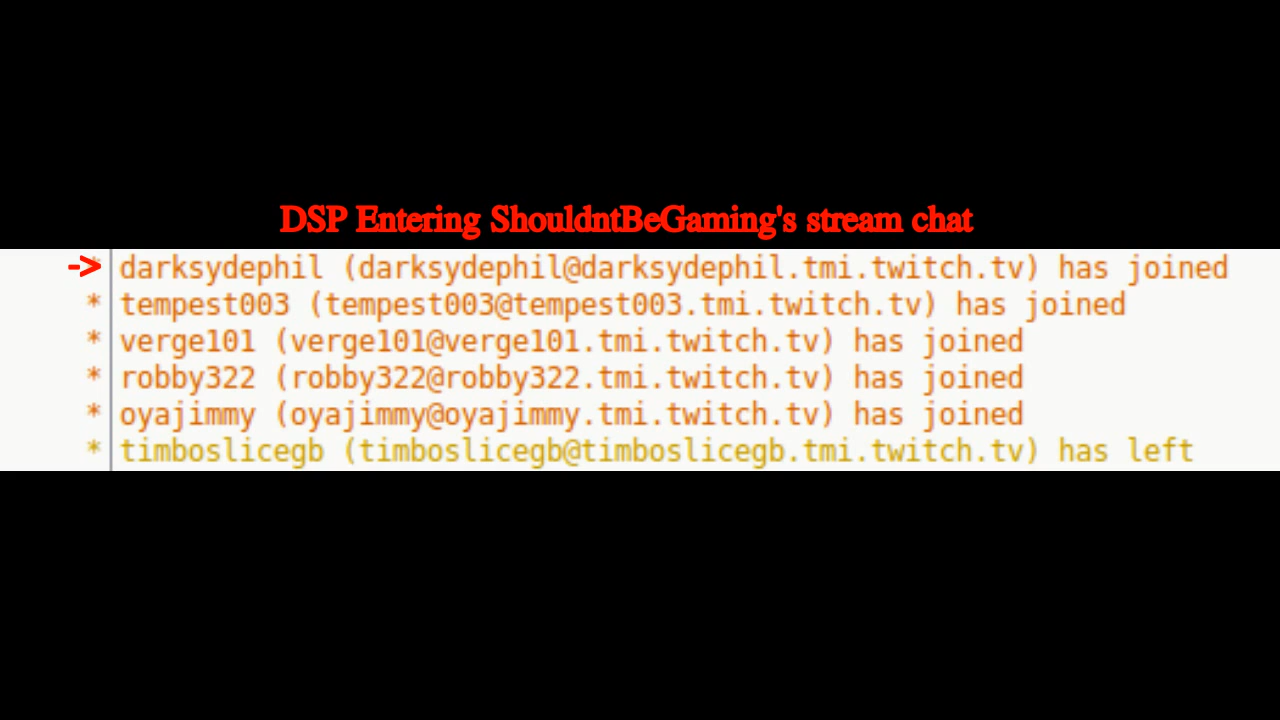 DSP Entering ShouldntBeGaming's stream chat
-> darksydephil (darksydephil@darksydephil.tmi.twitch.tv) has joined
* tempest003 (tempest003@tempest003.tmi.twitch.tv) has joined
* verge101 (verge101@verge101.tmi.twitch.tv) has joined
* robby322 (robby322@robby322.tmi.twitch.tv) has joined
* oyajimmy (oyajimmy@oyajimmy.tmi.twitch.tv) has joined
* timboslicegb (timboslicegb@timboslicegb.tmi.twitch.tv) has left